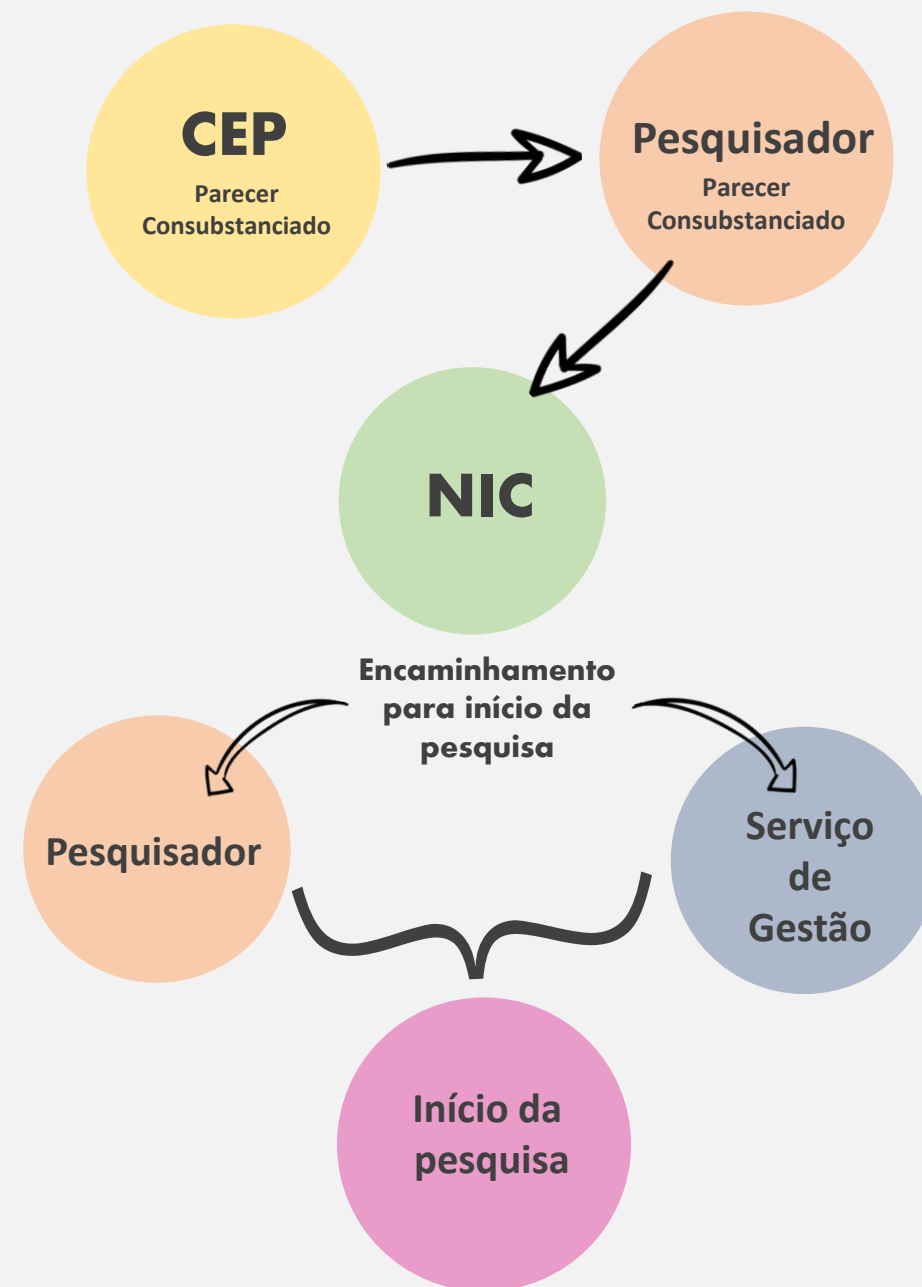 CEP
Parecer
Consubstanciado
Pesquisador
Parecer
Consubstanciado
NIC
Encaminhamento
para início da
pesquisa
Pesquisador
Serviço
de
Gestão
Início da
pesquisa